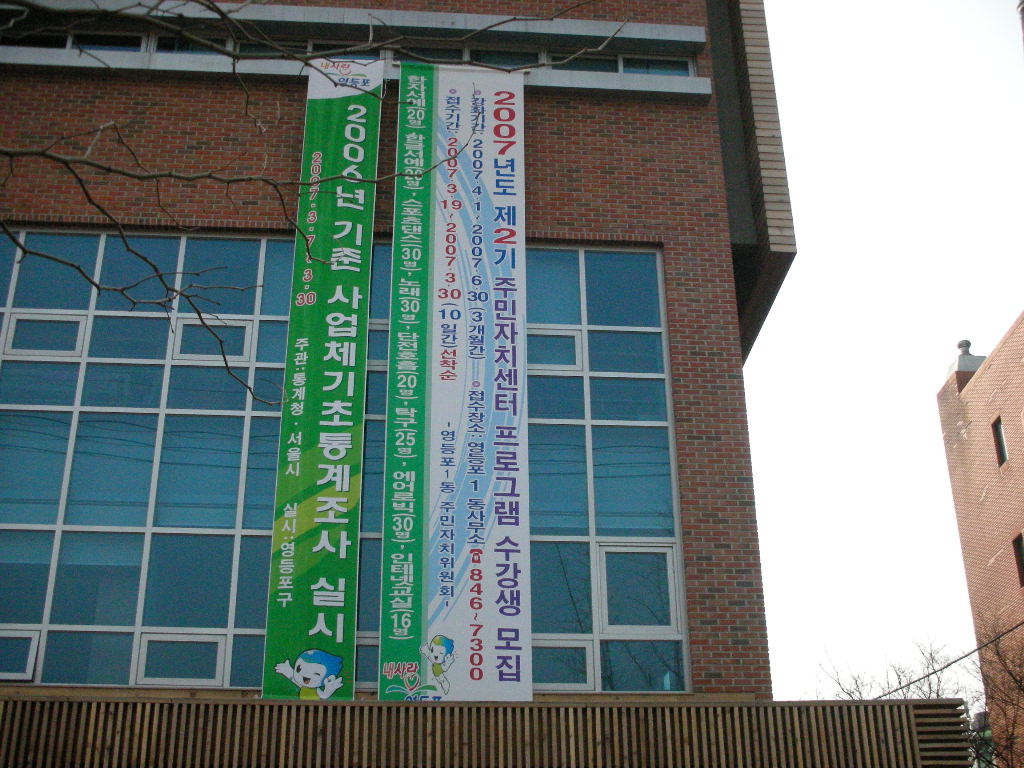 내사랑
영등포
2006년 기준 사업체기초통계조사 실시
2007·3·7~3·30
주관:통계청·서울시 실시:영등포구
2007년도 제2기 주민자치센터 프로그램 수강생 모집
강좌기간:2007.4.1~2007.6.30 (3개월간) 접수장소:영등포1동사무소 ☎846~7300
접수기간:2007.3.19~2007.3.30 (10일간)선착순 -영등포1동 주민자치위원회-
한자서예(20명), 한글서예(20명), 스포츠댄스(30명), 노래(30명), 단전호흡(20명), 탁구(25명), 에어로빅(30명), 인터넷교실(16명)
내사랑
영등포